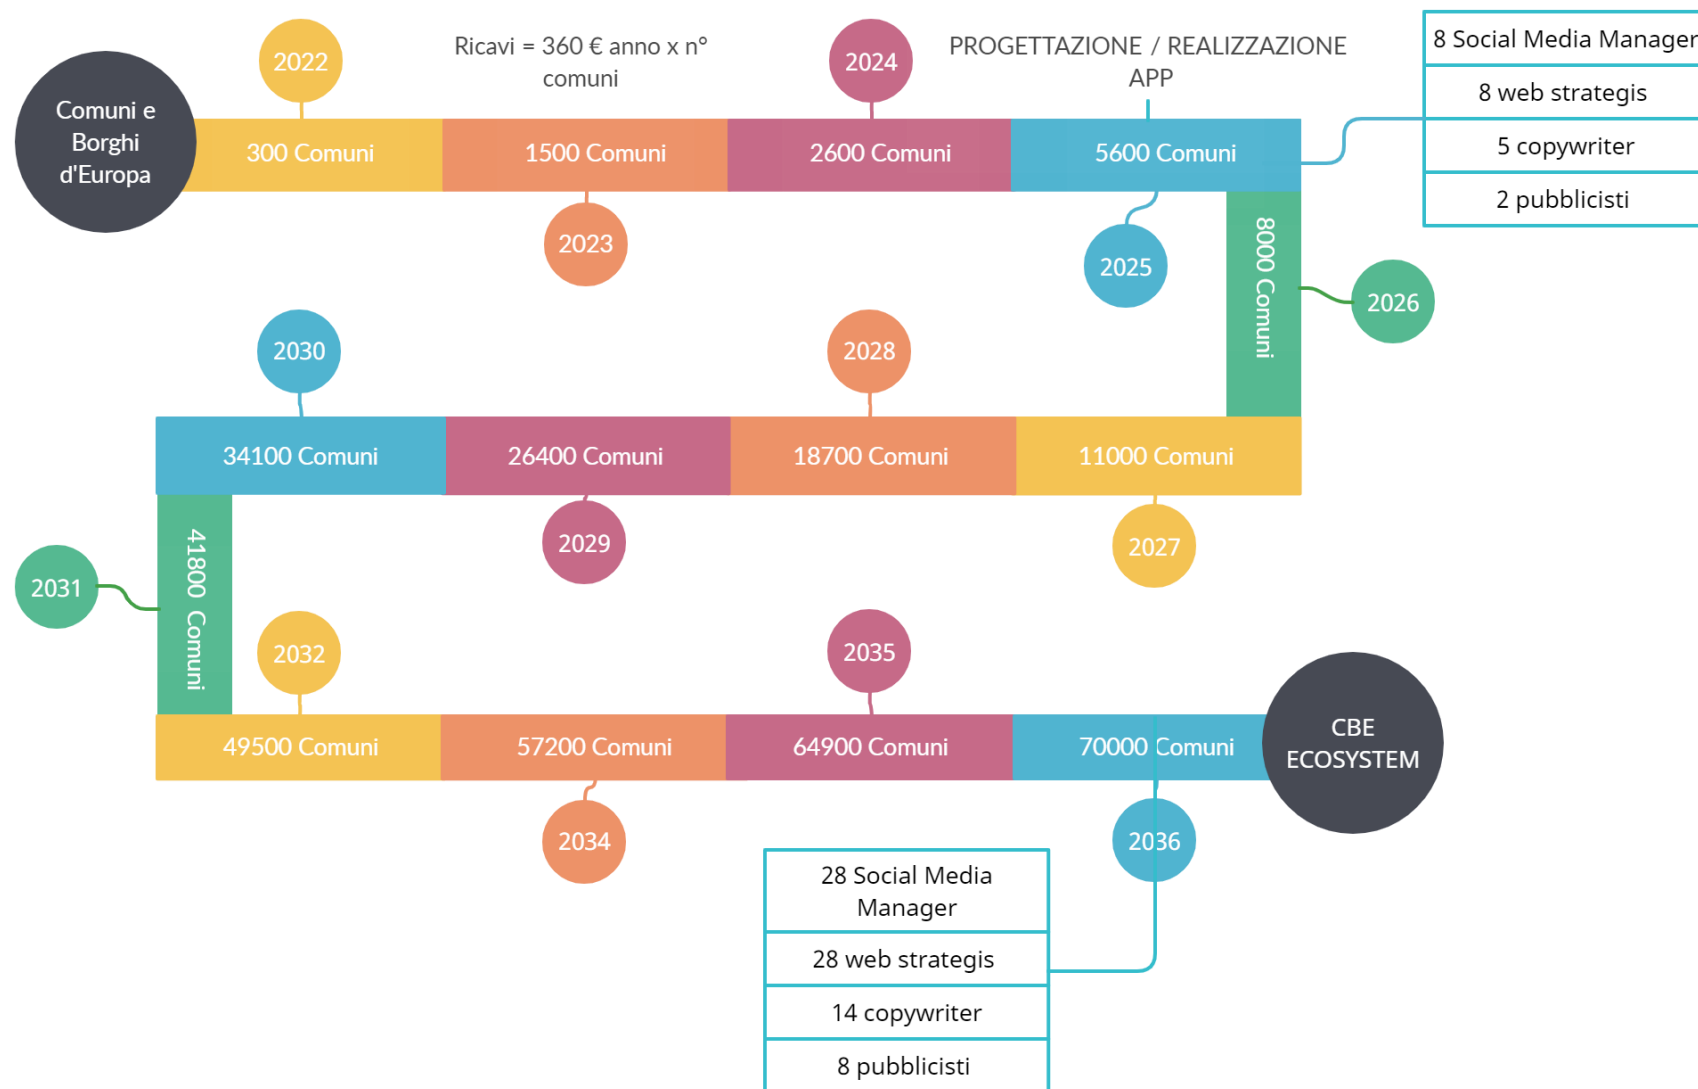 Comuni e
Borghi
d'Europa
2022
300 Comuni
Ricavi = 360 € anno x n°
comuni
1500 Comuni
2023
2024
2600 Comuni
PROGETTAZIONE / REALIZZAZIONE
APP
5600 Comuni
2025
8 Social Media Manager
8 web strategis
5 copywriter
2 pubblicisti
8000 Comuni
2026
11000 Comuni
2027
2028
18700 Comuni
26400 Comuni
2029
2030
34100 Comuni
2031
41800 Comuni
2032
49500 Comuni
57200 Comuni
2034
2035
64900 Comuni
70000 Comuni
2036
CBE
ECOSYSTEM
28 Social Media
Manager
28 web strategis
14 copywriter
8 pubblicisti